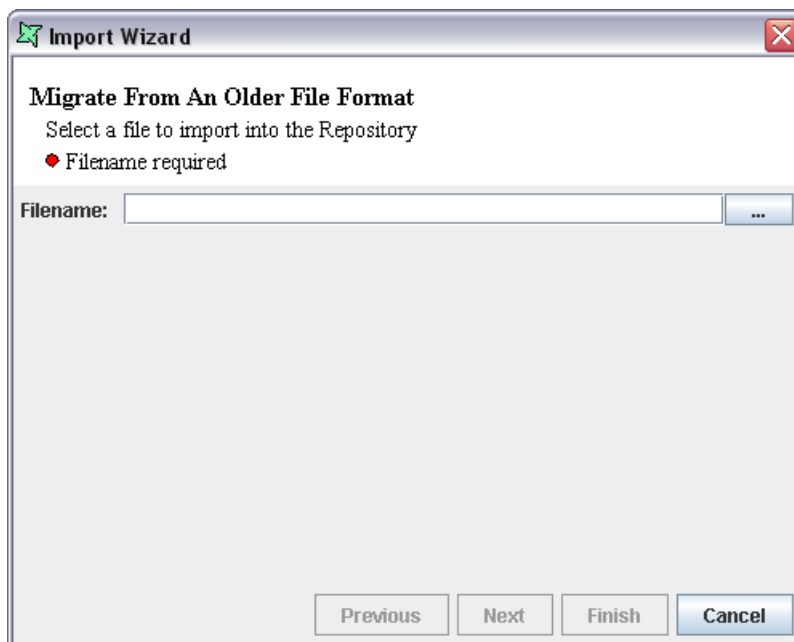 Import Wizard
Migrate From An Older File Format
Select a file to import into the Repository
Filename required
Filename: ...
Previous Next Finish Cancel